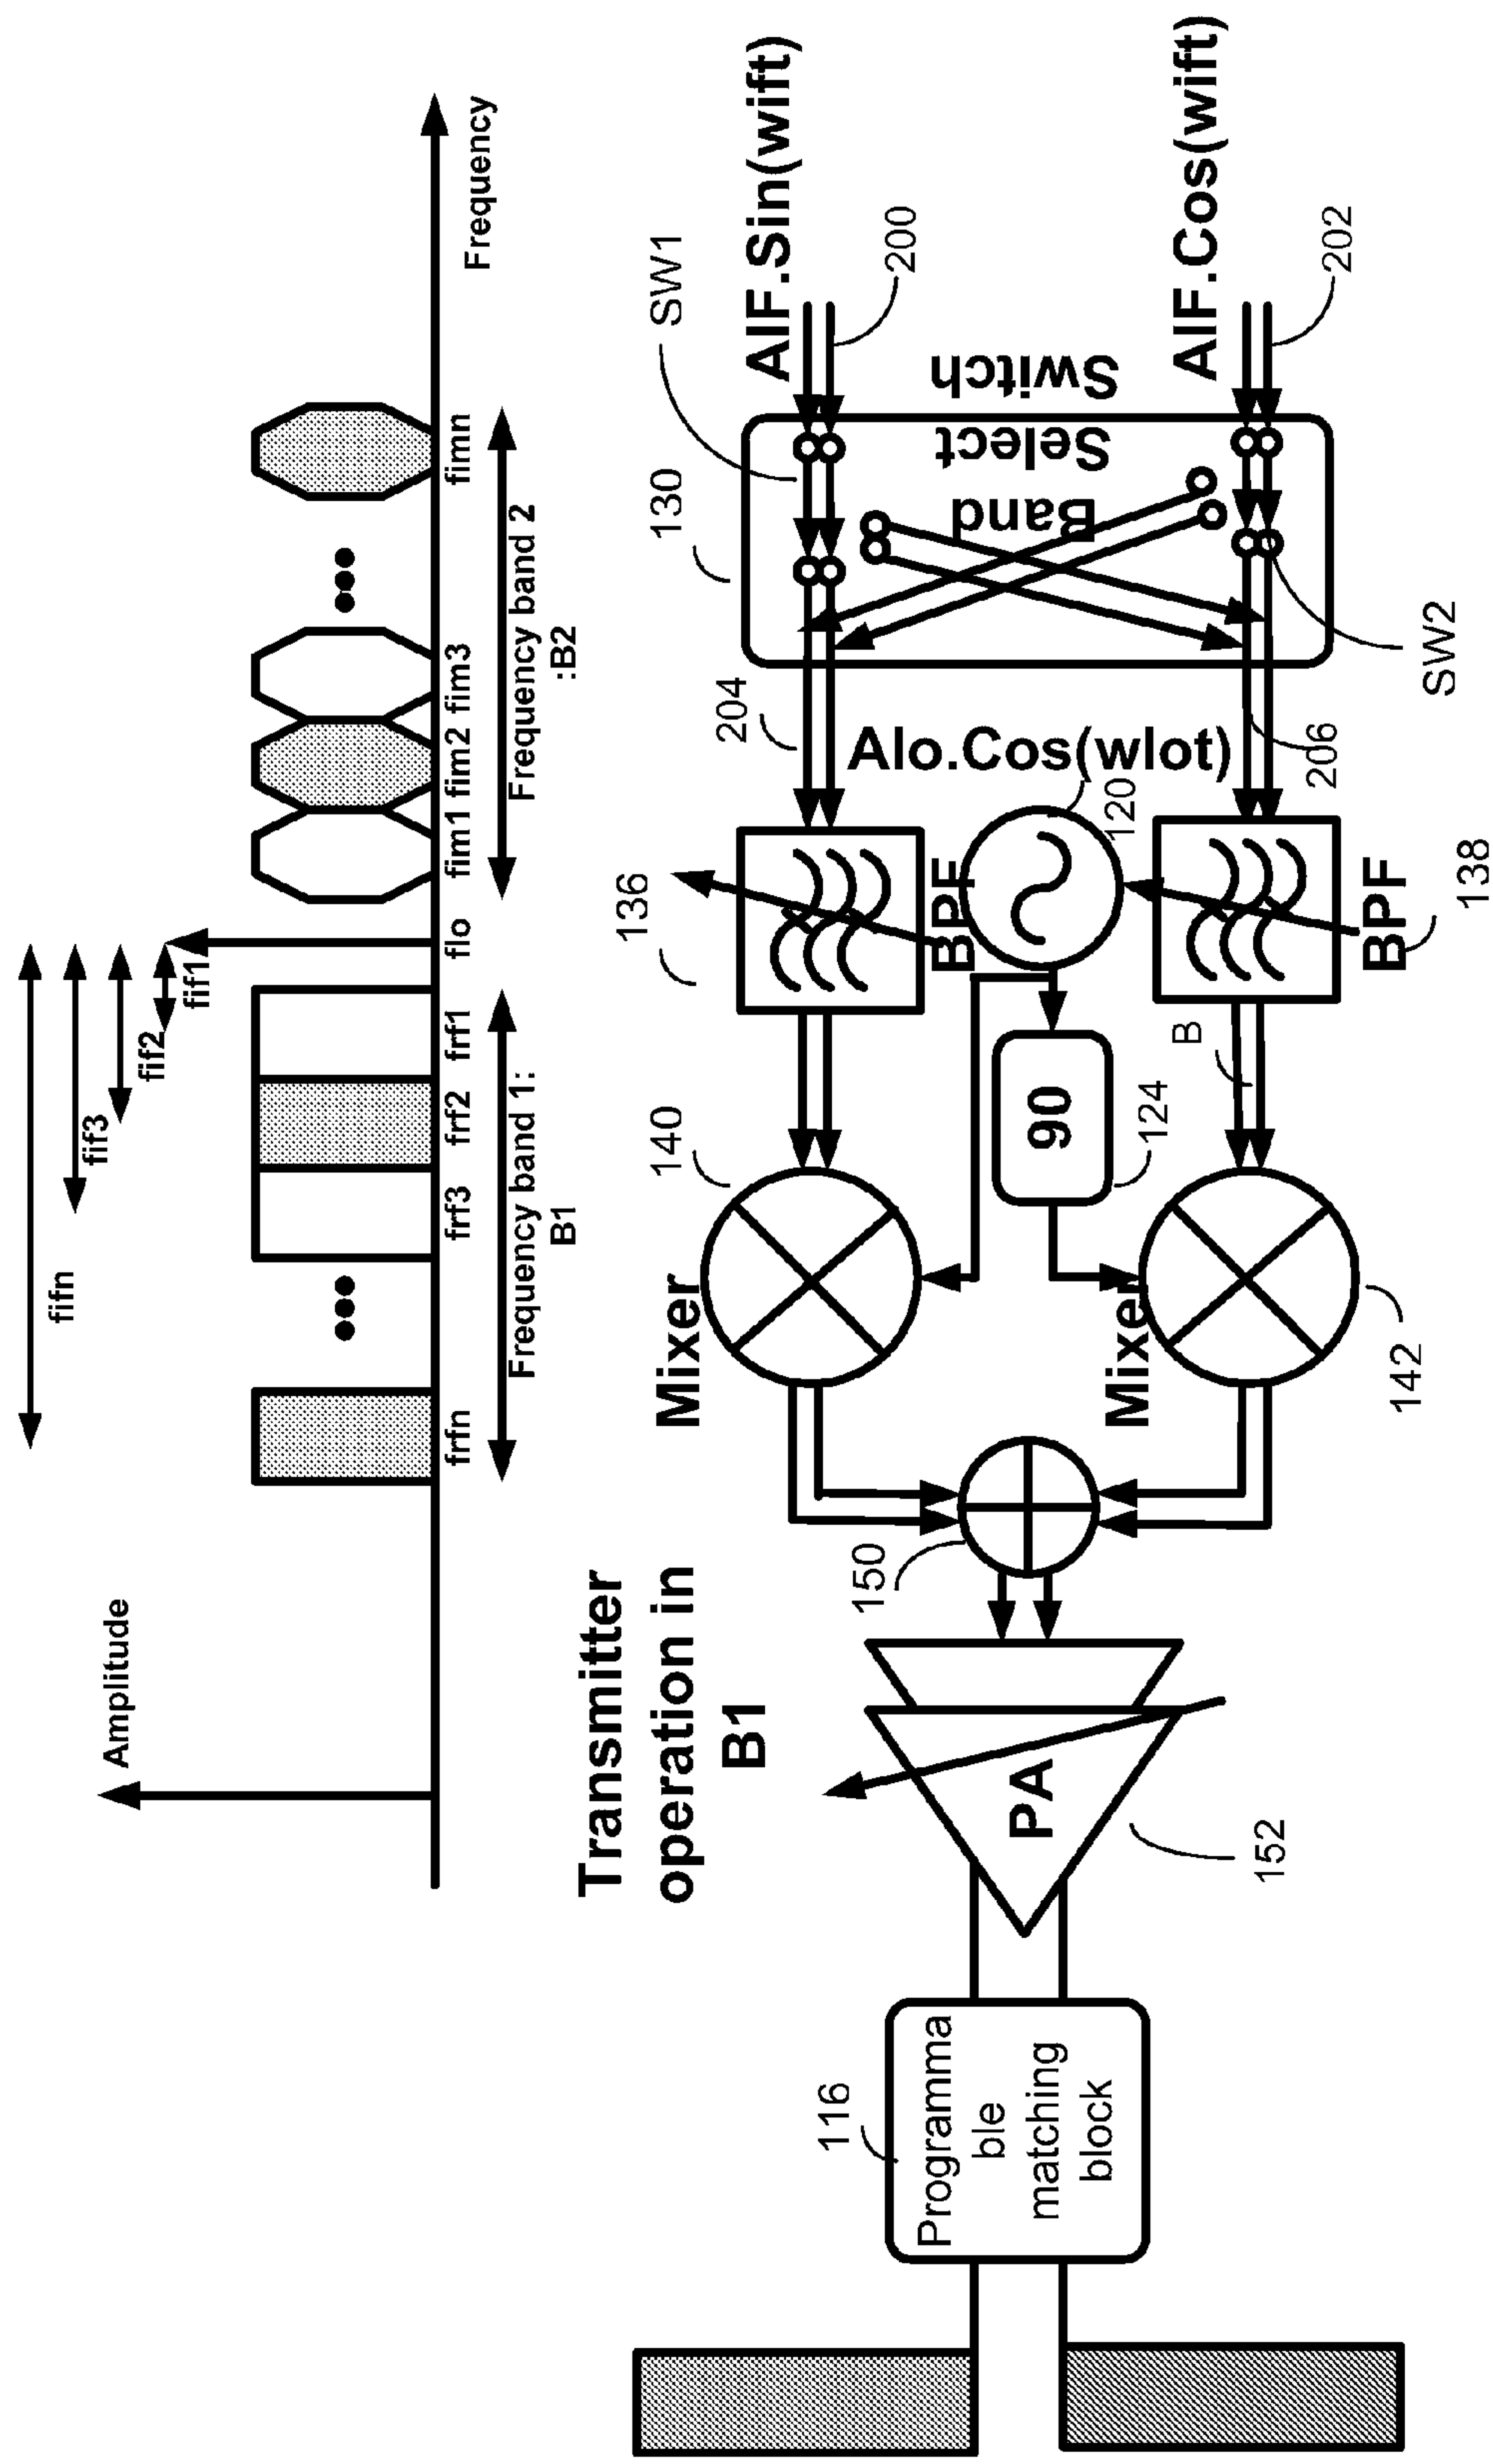 Amplitude
fifn
fif3
fif2
fif1
frfn
frf3
frf2
frf1
flo
fim1
fim2
fim3
fimn
Frequency
Frequency band 1:
B1
Frequency band 2
:B2
Transmitter
operation in
B1
116
Programma
ble
matching
block
PA
152
150
Mixer
140
Mixer
142
90
124
B
136
BPF
138
BPF
120
Alo.Cos(wlot)
204
206
130
Band
Select
Switch
SW1
SW2
AIF.Sin(wift)
200
AIF.Cos(wift)
202